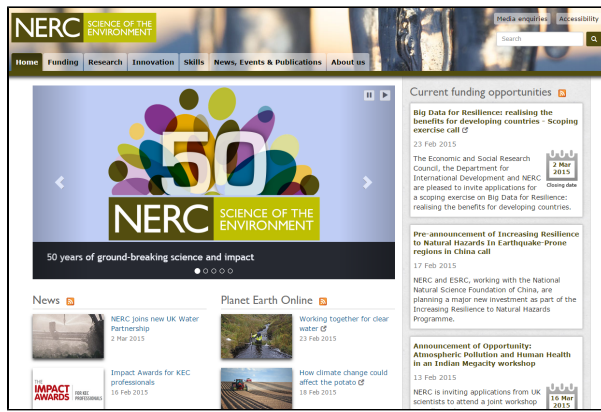 NERC SCIENCE OF THE
ENVIRONMENT
Media enquiries Accessibility
Search
Home Funding Research Innovation Skills News, Events & Publications About us
50
NERC SCIENCE OF THE
ENVIRONMENT
50 years of ground-breaking science and impact
News
NERC joins new UK Water
Partnership
2 Mar 2015
THE
IMPACT
AWARDS
FOR KEC
PROFESSIONALS
Impact Awards for KEC
professionals
16 Feb 2015
Planet Earth Online
Working together for clear
water
23 Feb 2015
How climate change could
affect the potato
18 Feb 2015
Current funding opportunities
Big Data for Resilience: realising the
benefits for developing countries - Scoping
exercise call
23 Feb 2015
The Economic and Social Research
Council, the Department for
International Development and NERC
are pleased to invite applications for
a scoping exercise on Big Data for Resilience:
realising the benefits for developing countries.
2 Mar
2015
Closing date
Pre-announcement of Increasing Resilience
to Natural Hazards In Earthquake-Prone
regions in China call
17 Feb 2015
NERC and ESRC, working with the National
Natural Science Foundation of China, are
planning a major new investment as part of the
Increasing Resilience to Natural Hazards
Programme.
Announcement of Opportunity:
Atmospheric Pollution and Human Health
in an Indian Megacity workshop
13 Feb 2015
NERC is inviting applications from UK
scientists to attend a joint workshop
16 Mar
2015